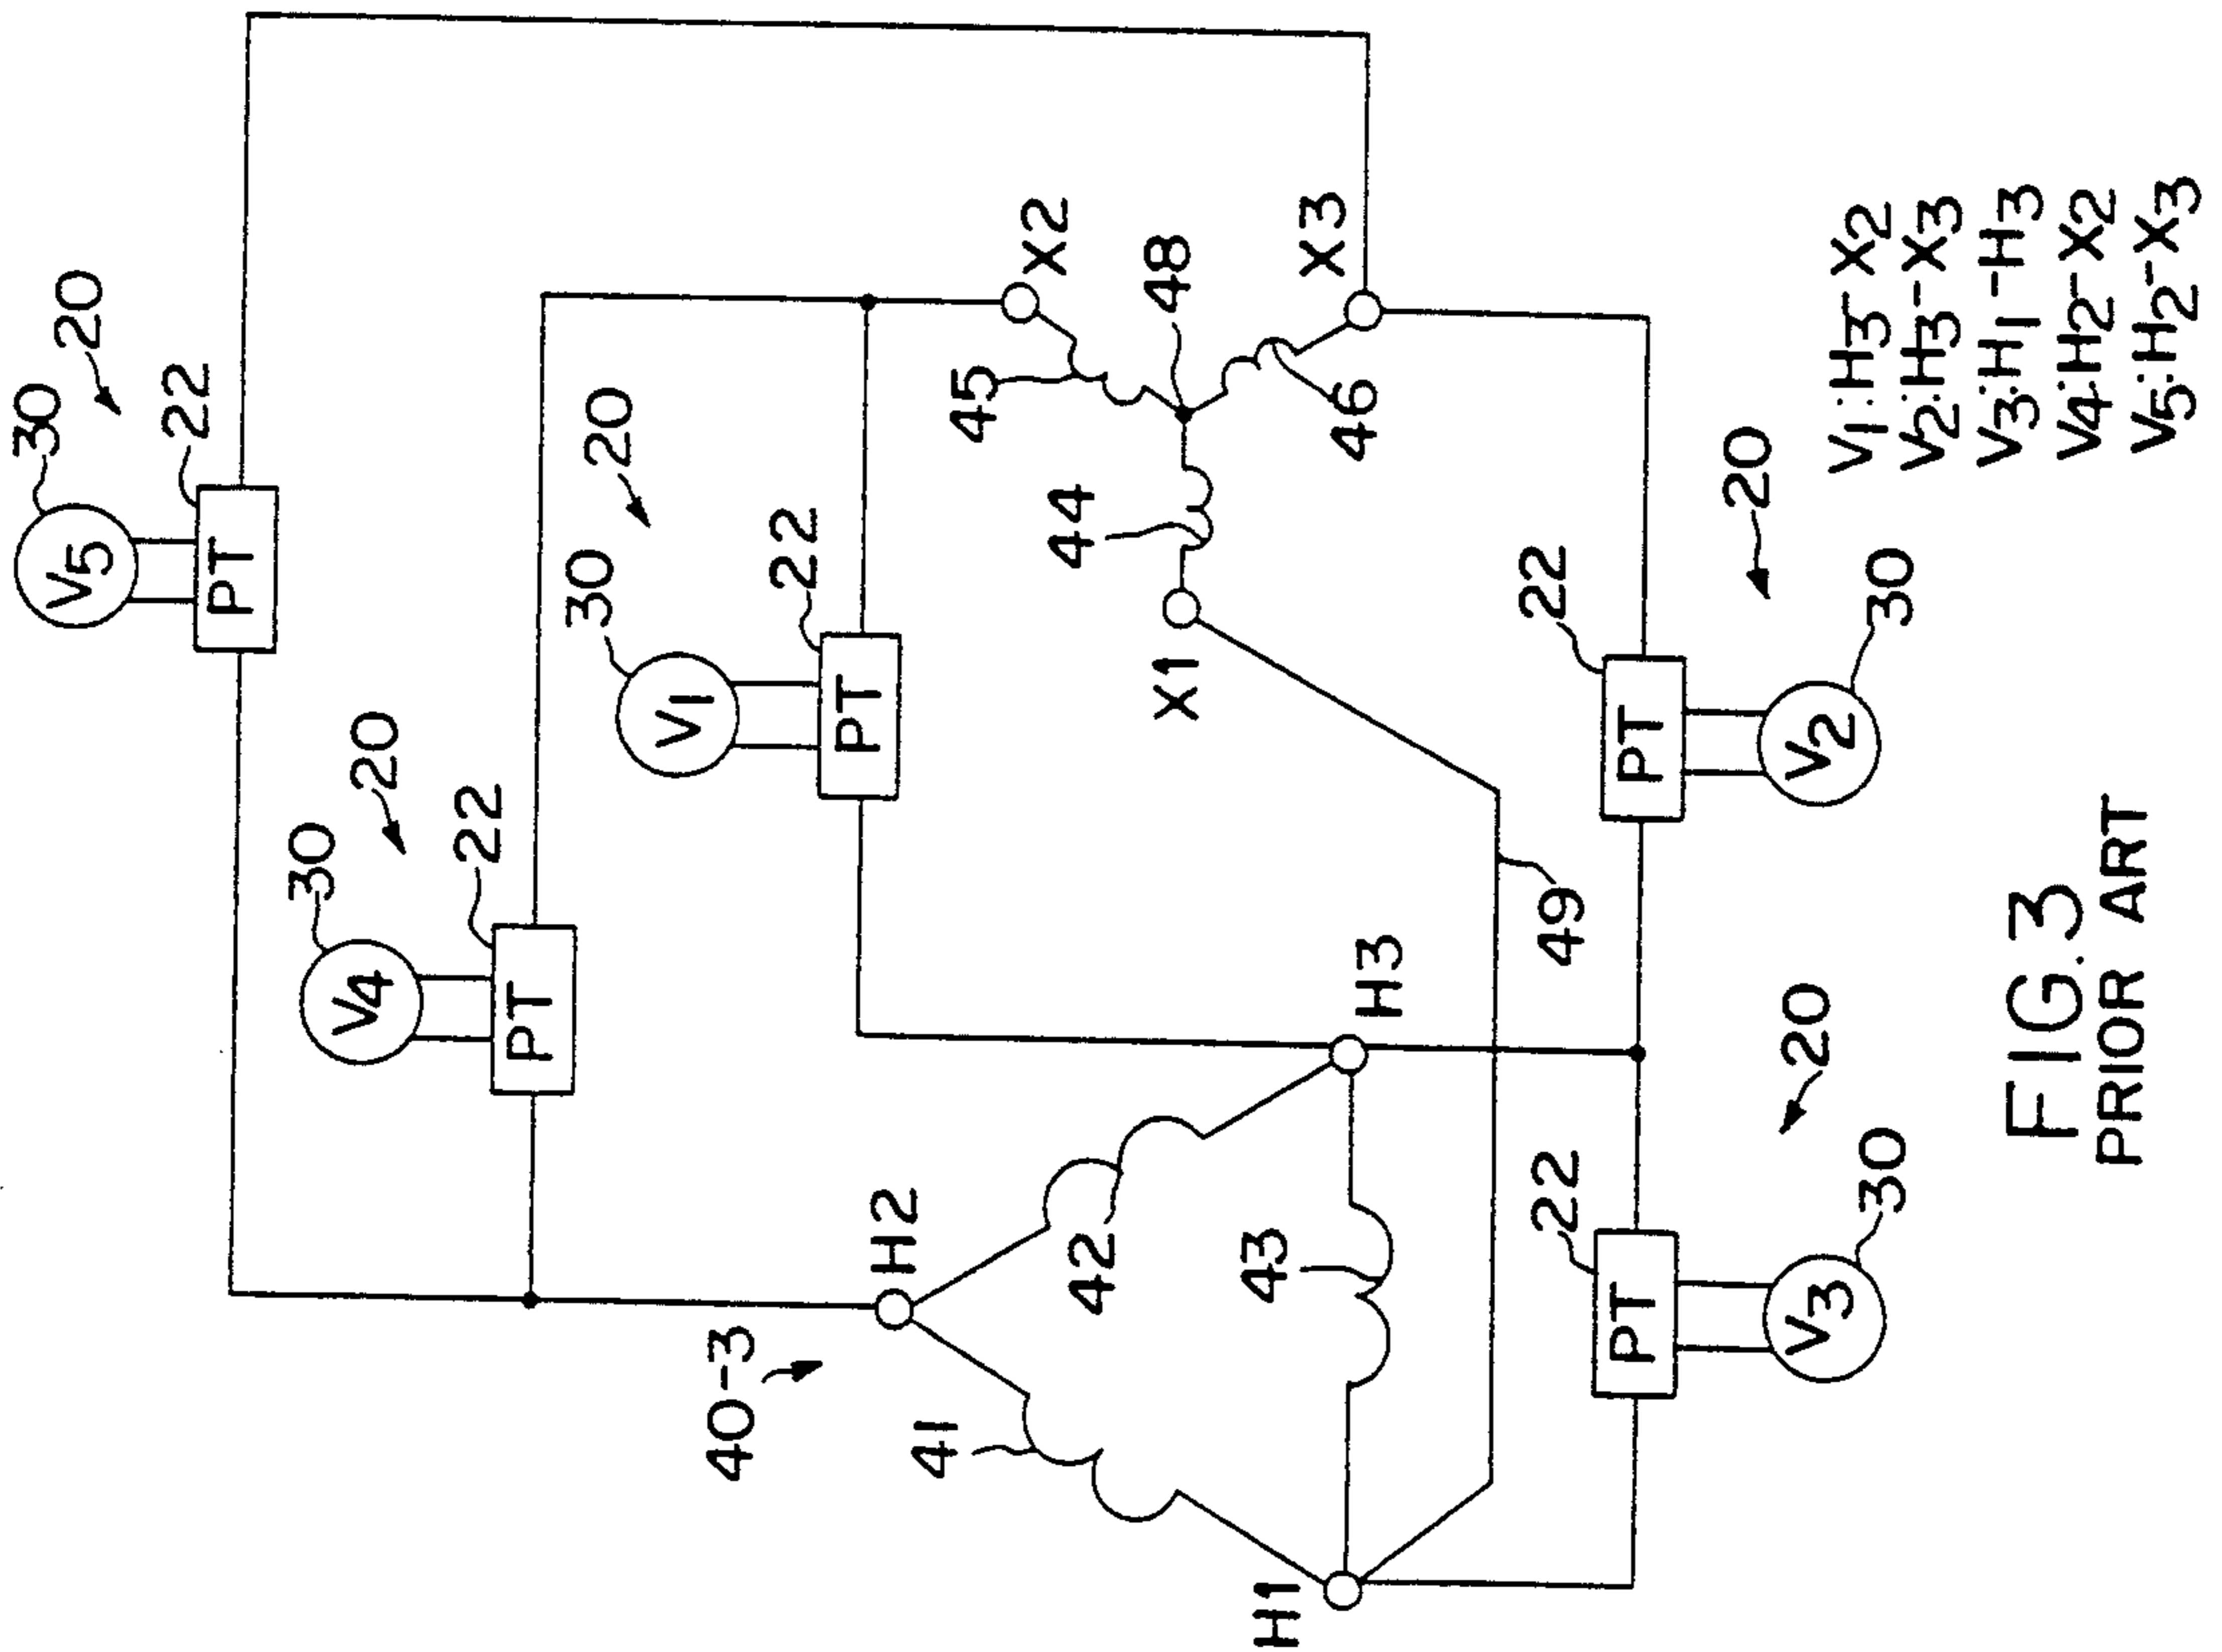 V5
30
20
PT
22
V4
30
20
PT
22
V1
30
20
PT
22
40-3
H2
41
42
43
H1
H3
X1
X2
X3
44
45
46
48
49
PT
22
V3
30
20
PT
22
V2
30
20
V1:H3-X2
V2:H3-X3
V3:H1-H3
V4:H2-X2
V5:H2-X3
FIG.3
PRIOR ART